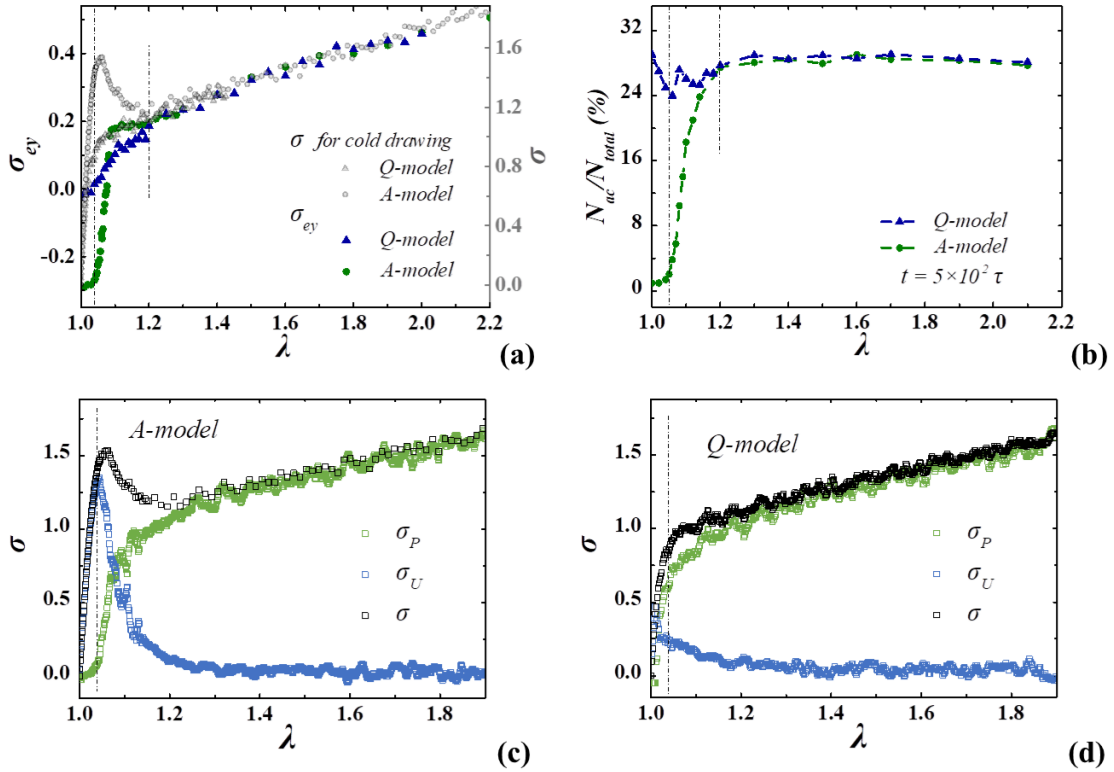 0.4
0.2
0.0
-0.2
σey
1.6
1.2
0.8
0.4
0.0
σ
σ for cold drawing
Q-model
A-model
σey
Q-model
A-model
1.0 1.2 1.4 1.6 1.8 2.0 2.2
λ
(a)
32
24
16
8
0
Nac/Ntotal (%)
Q-model
A-model
t = 5×10² τ
1.0 1.2 1.4 1.6 1.8 2.0 2.2
λ
(b)
A-model
1.5
1.0
0.5
0.0
σ
σP
σU
σ
1.0 1.2 1.4 1.6 1.8
λ
(c)
Q-model
1.5
1.0
0.5
0.0
σ
σP
σU
σ
1.0 1.2 1.4 1.6 1.8
λ
(d)